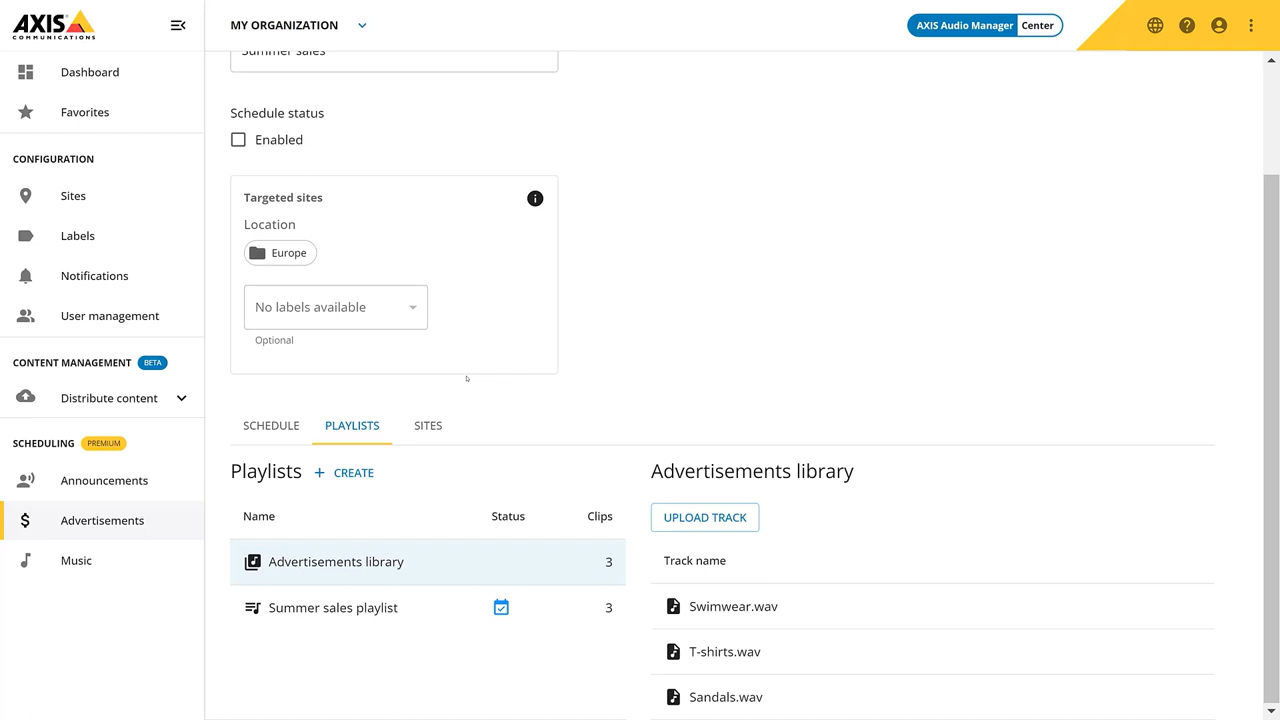 AXIS
COMMUNICATIONS
MY ORGANIZATION
AXIS Audio Manager Center
Dashboard
Favorites
CONFIGURATION
Sites
Labels
Notifications
User management
CONTENT MANAGEMENT BETA
Distribute content
SCHEDULING PREMIUM
Announcements
Advertisements
Music
Summer sales
Schedule status
Enabled
Targeted sites
Location
Europe
No labels available
Optional
SCHEDULE PLAYLISTS SITES
Playlists + CREATE
Name Status Clips
Advertisements library 3
Summer sales playlist 3
Advertisements library
UPLOAD TRACK
Track name
Swimwear.wav
T-shirts.wav
Sandals.wav